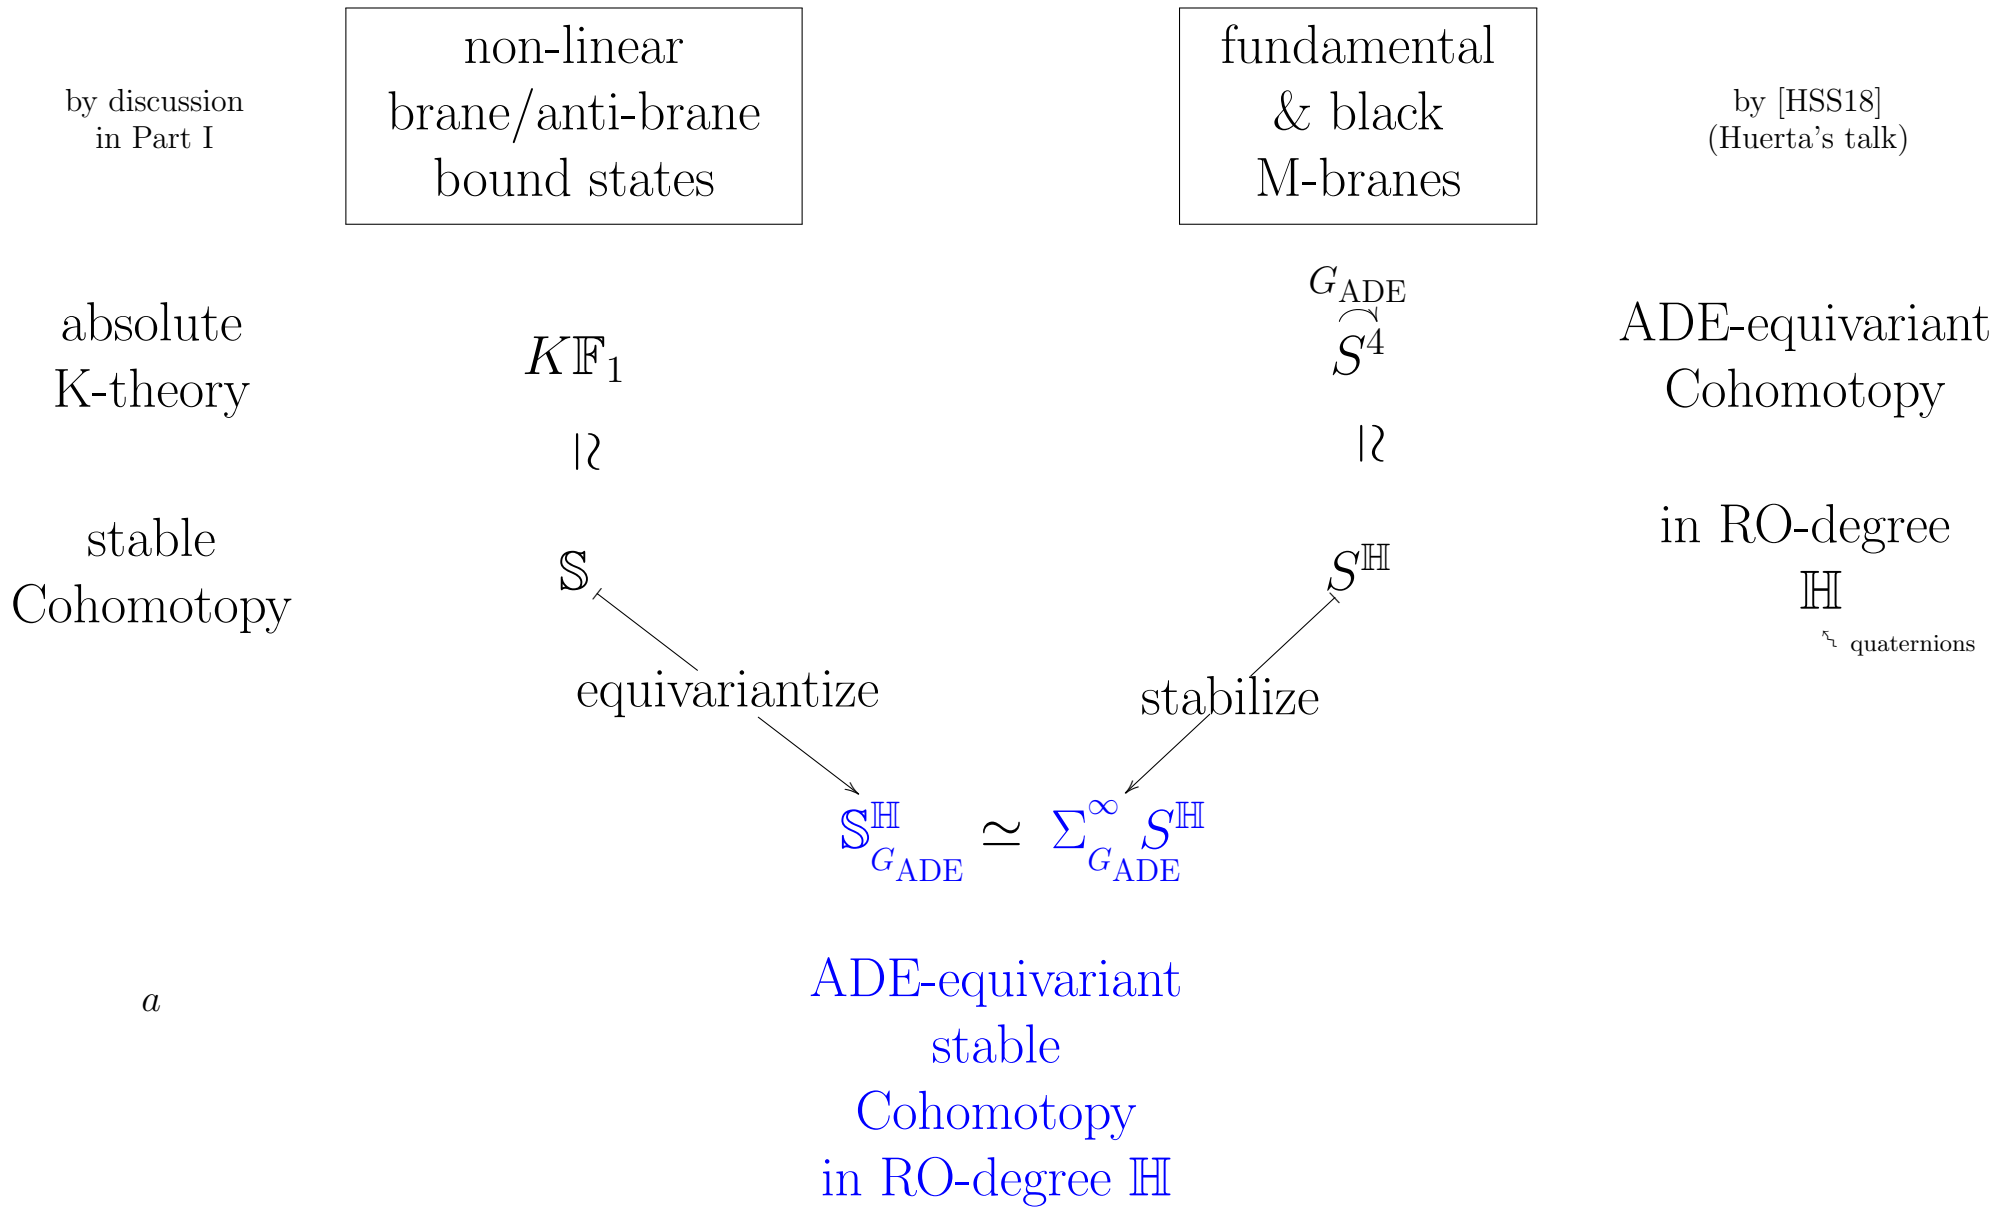 by discussion
in Part I
non-linear
brane/anti-brane
bound states
fundamental
& black
M-branes
by [HSS18]
(Huerta's talk)
absolute
K-theory
K𝔽₁
G_ADE
S⁴
ADE-equivariant
Cohomotopy
≃
≃
stable
Cohomotopy
𝕊
S^ℍ
in RO-degree
ℍ
quaternions
equivariantize
stabilize
𝕊^ℍ_{G_ADE} ≃ Σ^∞_{G_ADE} S^ℍ
a
ADE-equivariant
stable
Cohomotopy
in RO-degree ℍ